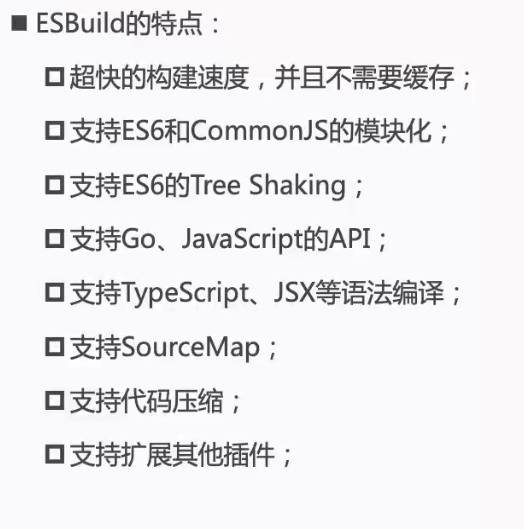 ■ ESBuild的特点：
□ 超快的构建速度，并且不需要缓存；
□ 支持ES6和CommonJS的模块化；
□ 支持ES6的Tree Shaking；
□ 支持Go、JavaScript的API；
□ 支持TypeScript、JSX等语法编译；
□ 支持SourceMap；
□ 支持代码压缩；
□ 支持扩展其他插件；